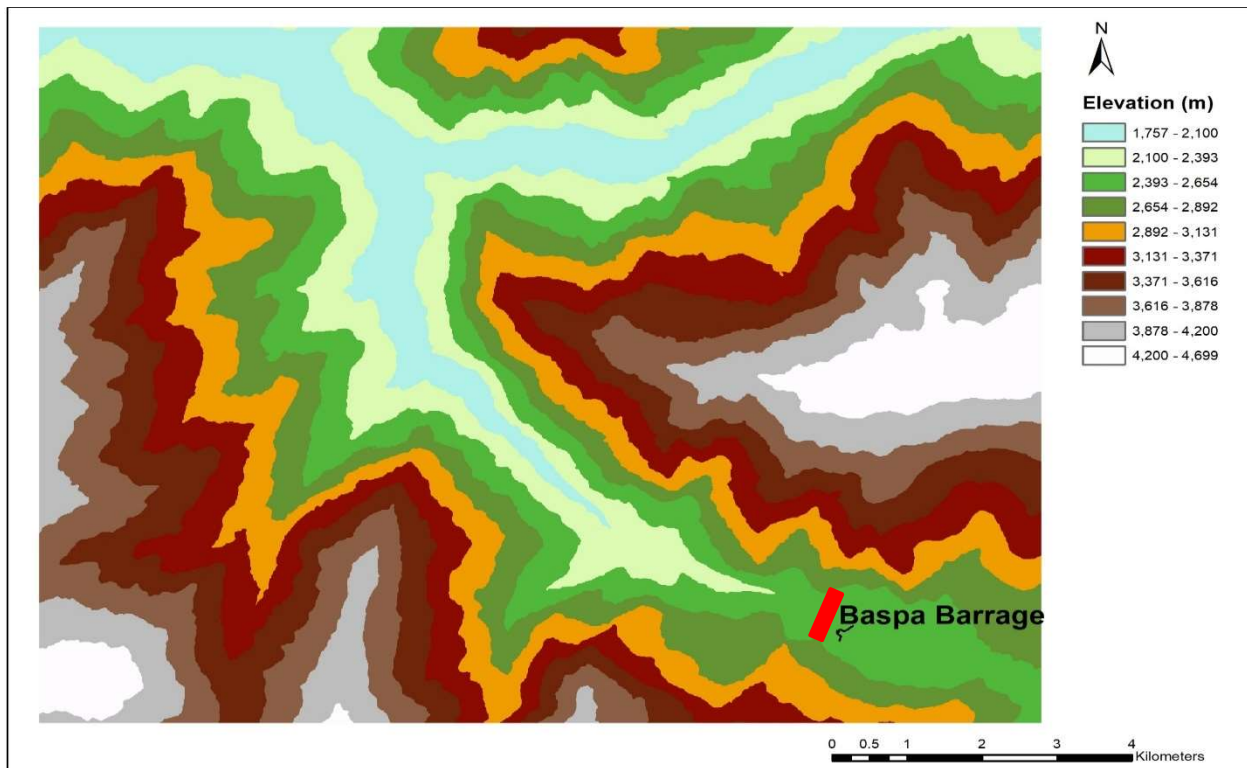 N
Elevation (m)
1,757 - 2,100
2,100 - 2,393
2,393 - 2,654
2,654 - 2,892
2,892 - 3,131
3,131 - 3,371
3,371 - 3,616
3,616 - 3,878
3,878 - 4,200
4,200 - 4,699
Baspa Barrage
0 0.5 1 2 3 4
Kilometers